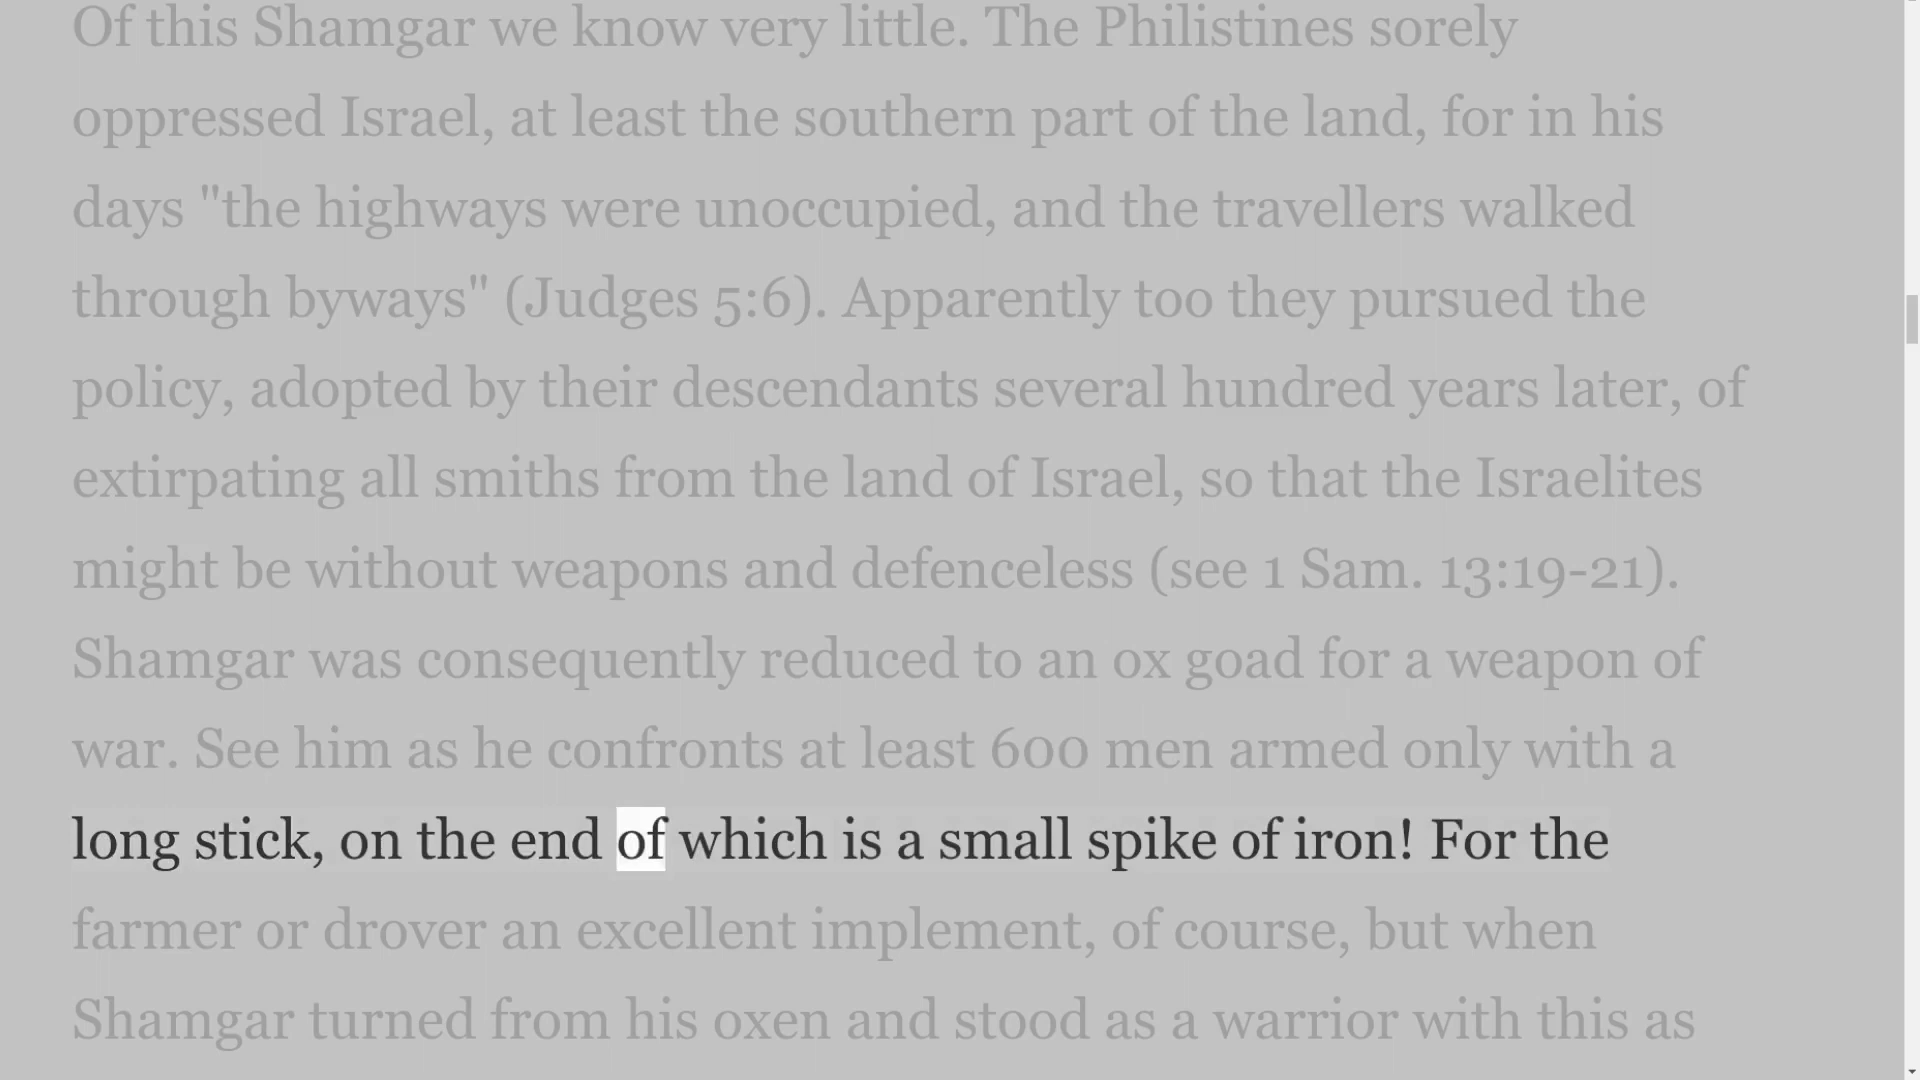 Of this Shamgar we know very little. The Philistines sorely
oppressed Israel, at least the southern part of the land, for in his
days "the highways were unoccupied, and the travellers walked
through byways" (Judges 5:6). Apparently too they pursued the
policy, adopted by their descendants several hundred years later, of
extirpating all smiths from the land of Israel, so that the Israelites
might be without weapons and defenceless (see 1 Sam. 13:19-21).
Shamgar was consequently reduced to an ox goad for a weapon of
war. See him as he confronts at least 600 men armed only with a
long stick, on the end of which is a small spike of iron! For the
farmer or drover an excellent implement, of course, but when
Shamgar turned from his oxen and stood as a warrior with this as